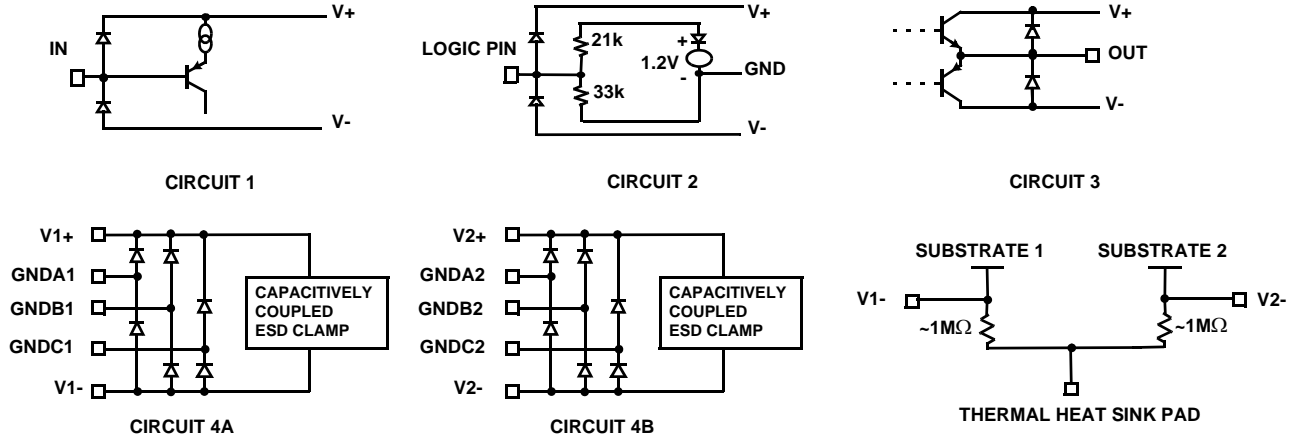 IN
V+
V-
CIRCUIT 1
LOGIC PIN
21k
33k
+
1.2V
-
V+
GND
V-
CIRCUIT 2
V+
OUT
V-
CIRCUIT 3
V1+
GNDA1
GNDB1
GNDC1
V1-
CAPACITIVELY
COUPLED
ESD CLAMP
CIRCUIT 4A
V2+
GNDA2
GNDB2
GNDC2
V2-
CAPACITIVELY
COUPLED
ESD CLAMP
CIRCUIT 4B
SUBSTRATE 1
SUBSTRATE 2
V1-
V2-
~1MΩ
~1MΩ
THERMAL HEAT SINK PAD